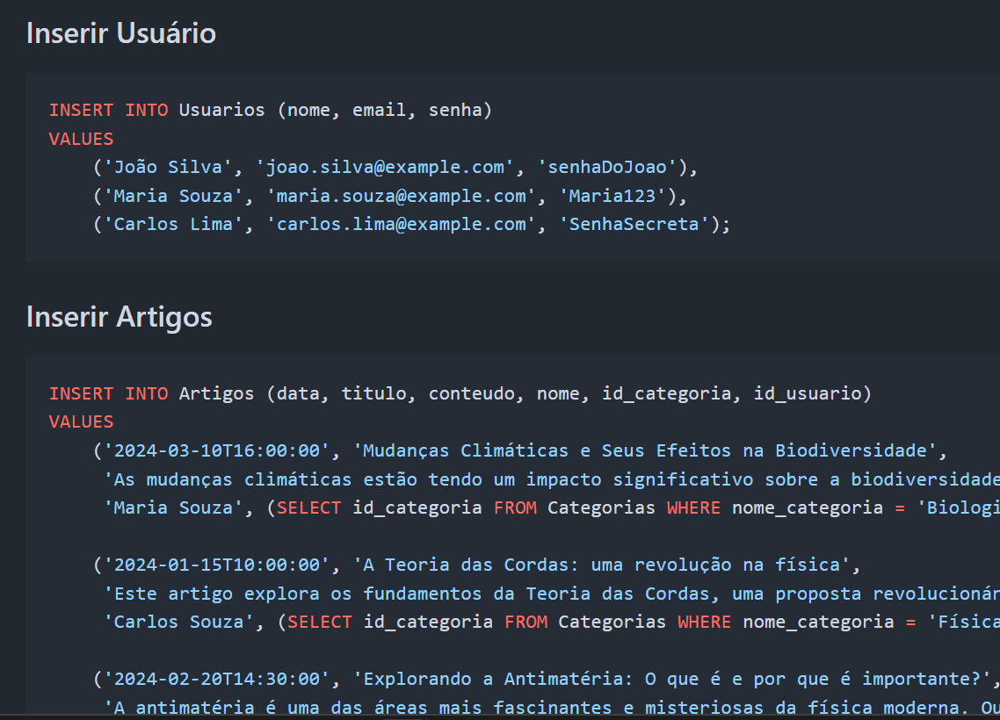 Inserir Usuário
INSERT INTO Usuarios (nome, email, senha)
VALUES
('João Silva', 'joao.silva@example.com', 'senhaDoJoao'),
('Maria Souza', 'maria.souza@example.com', 'Maria123'),
('Carlos Lima', 'carlos.lima@example.com', 'SenhaSecreta');
Inserir Artigos
INSERT INTO Artigos (data, titulo, conteudo, nome, id_categoria, id_usuario)
VALUES
('2024-03-10T16:00:00', 'Mudanças Climáticas e Seus Efeitos na Biodiversidade',
'As mudanças climáticas estão tendo um impacto significativo sobre a biodiversidade
'Maria Souza', (SELECT id_categoria FROM Categorias WHERE nome_categoria = 'Biologi
('2024-01-15T10:00:00', 'A Teoria das Cordas: uma revolução na física',
'Este artigo explora os fundamentos da Teoria das Cordas, uma proposta revolucionár
'Carlos Souza', (SELECT id_categoria FROM Categorias WHERE nome_categoria = 'Física
('2024-02-20T14:30:00', 'Explorando a Antimatéria: O que é e por que é importante?',
'A antimatéria é uma das áreas mais fascinantes e misteriosas da física moderna. Ou